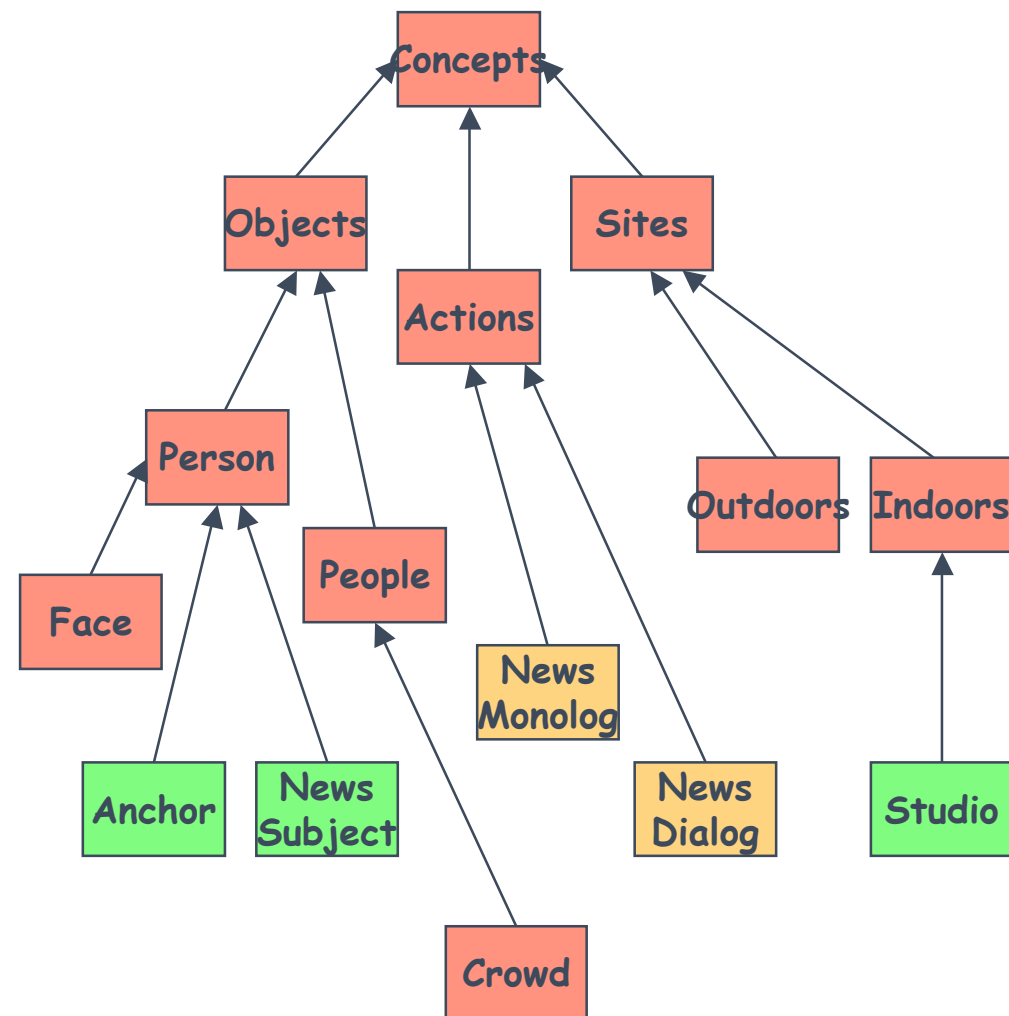 Concepts
Objects
Sites
Actions
Person
Outdoors
Indoors
People
Face
News
Monolog
Anchor
News
Subject
News
Dialog
Studio
Crowd